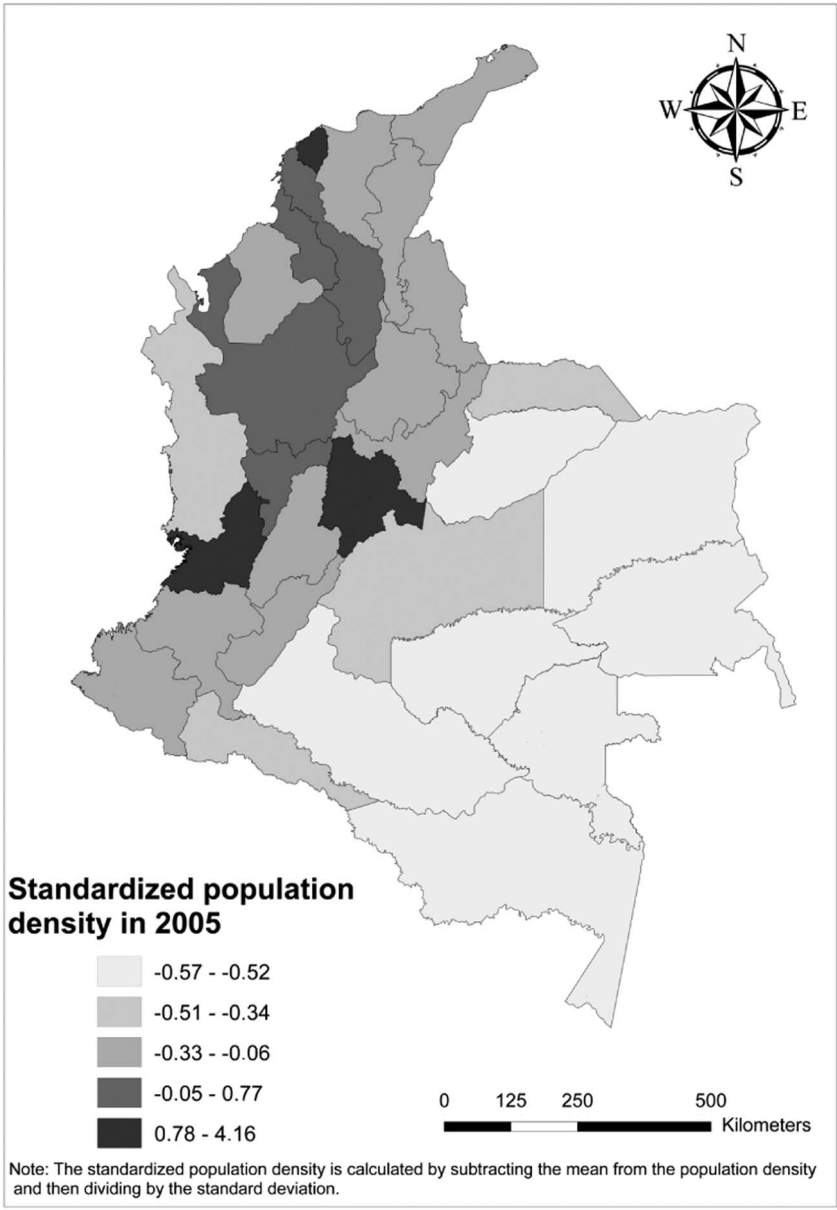 N
W E
S
Standardized population
density in 2005
-0.57 - -0.52
-0.51 - -0.34
-0.33 - -0.06
-0.05 - 0.77
0.78 - 4.16
0 125 250 500
Kilometers
Note: The standardized population density is calculated by subtracting the mean from the population density
and then dividing by the standard deviation.